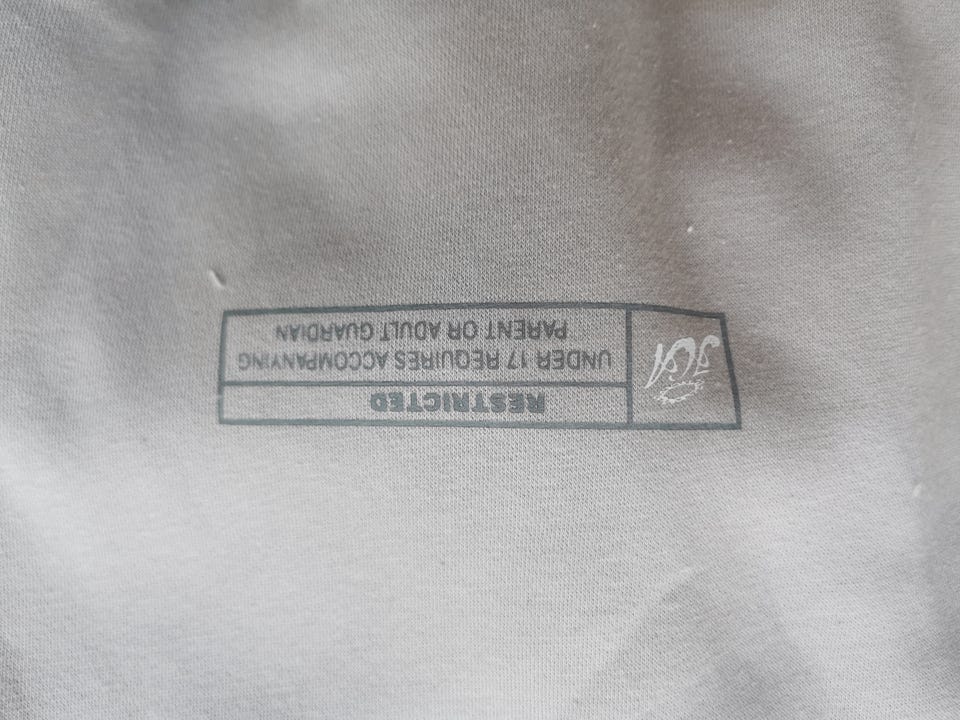 RESTRICTED
UNDER 17 REQUIRES ACCOMPANYING
PARENT OR ADULT GUARDIAN